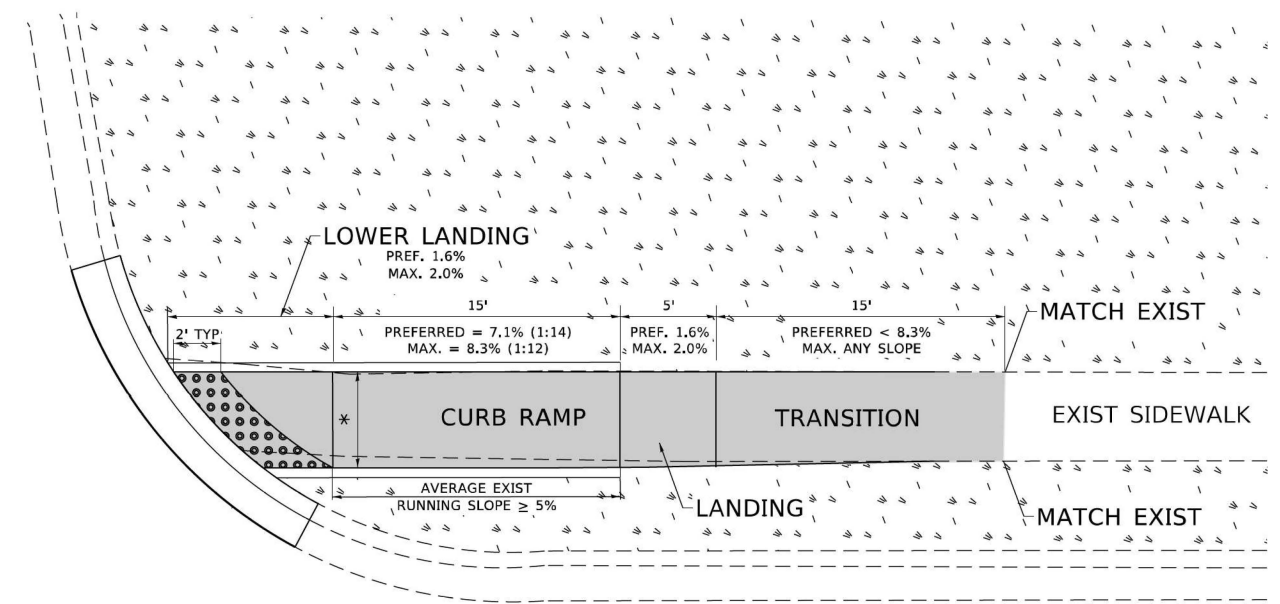 LOWER LANDING
PREF. 1.6%
MAX. 2.0%
15'
5'
15'
MATCH EXIST
2' TYP
PREFERRED = 7.1% (1:14)
MAX. = 8.3% (1:12)
PREF. 1.6%
MAX. 2.0%
PREFERRED < 8.3%
MAX. ANY SLOPE
*
CURB RAMP
TRANSITION
EXIST SIDEWALK
AVERAGE EXIST
RUNNING SLOPE ≥ 5%
LANDING
MATCH EXIST